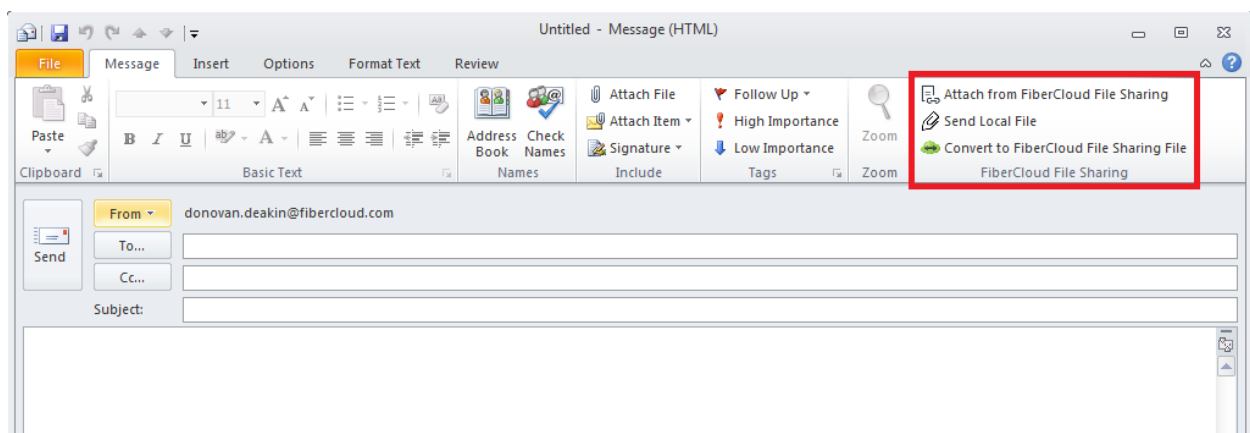 Untitled - Message (HTML)
File Message Insert Options Format Text Review
Attach File Follow Up Attach from FiberCloud File Sharing
11 A A Attach Item High Importance Send Local File
Paste B I U ab A Address Book Check Names Signature Low Importance Zoom Convert to FiberCloud File Sharing File
Clipboard Basic Text Names Include Tags Zoom FiberCloud File Sharing
From donovan.deakin@fibercloud.com
To...
Send
Cc...
Subject: